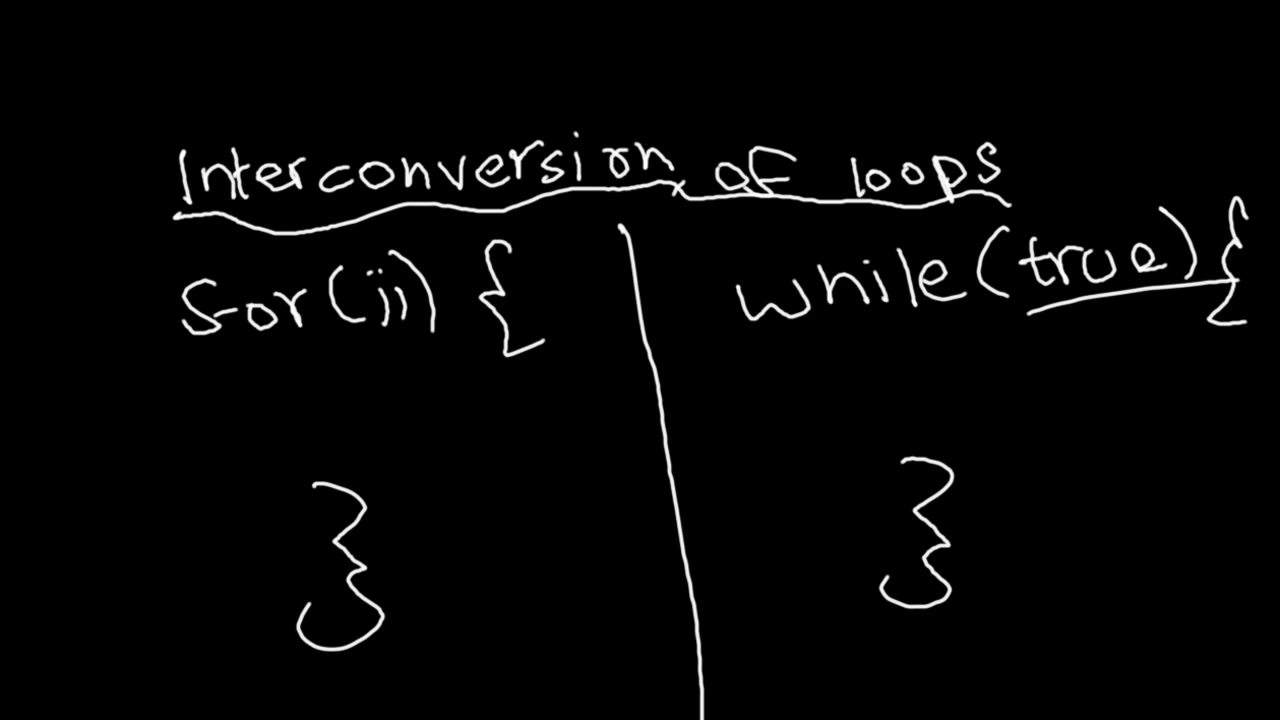 Interconversion of loops
for(;;) {
}
while(true) {
}